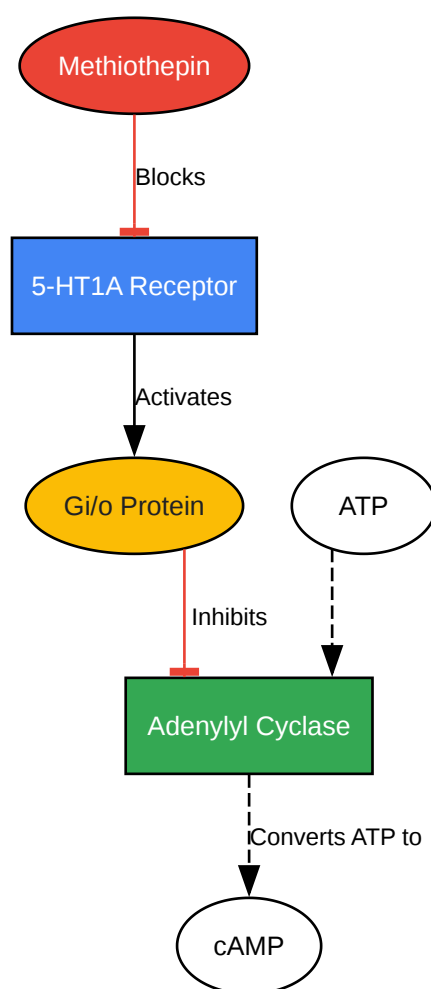 Methiothepin
Blocks
5-HT1A Receptor
Activates
Gi/o Protein
ATP
Inhibits
Adenylyl Cyclase
Converts ATP to
cAMP